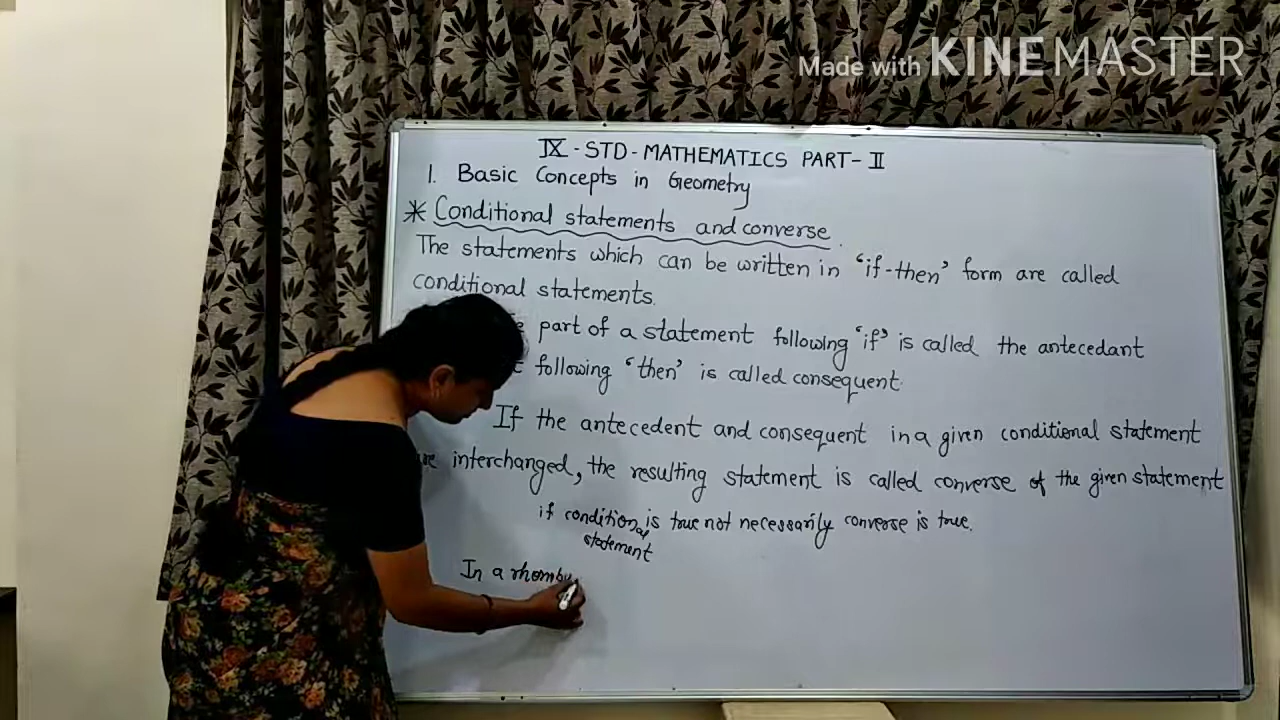 Made with KINEMASTER
IX - STD - MATHEMATICS PART - II
1. Basic Concepts in Geometry
* Conditional statements and converse
The statements which can be written in 'if-then' form are called
conditional statements.
part of a statement following 'if' is called the antecedant
following 'then' is called consequent.
If the antecedent and consequent in a given conditional statement
interchanged, the resulting statement is called converse of the given statement
if conditional is true not necessarily converse is true.
statement
In a rhombu